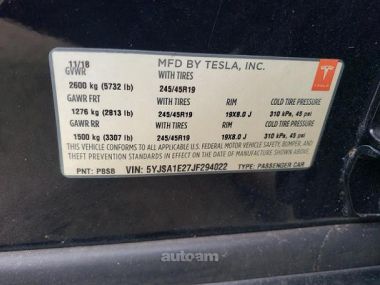 11/18 MFD BY TESLA, INC.
GVWR WITH TIRES
2600 kg (5732 lb) 245/45R19
GAWR FRT WITH TIRES RIM COLD TIRE PRESSURE
1276 kg (2813 lb) 245/45R19 19X8.0 J 310 kPa, 45 psi
GAWR RR WITH TIRES RIM COLD TIRE PRESSURE
1500 kg (3307 lb) 245/45R19 19X8.0 J 310 kPa, 45 psi
THIS VEHICLE CONFORMS TO ALL APPLICABLE U.S. FEDERAL MOTOR VEHICLE SAFETY, BUMPER, AND
THEFT PREVENTION STANDARDS IN EFFECT ON THE DATE OF MANUFACTURE SHOWN ABOVE.
PNT: PBSB VIN: 5YJSA1E27JF294022 TYPE: PASSENGER CAR
TESLA
autoam